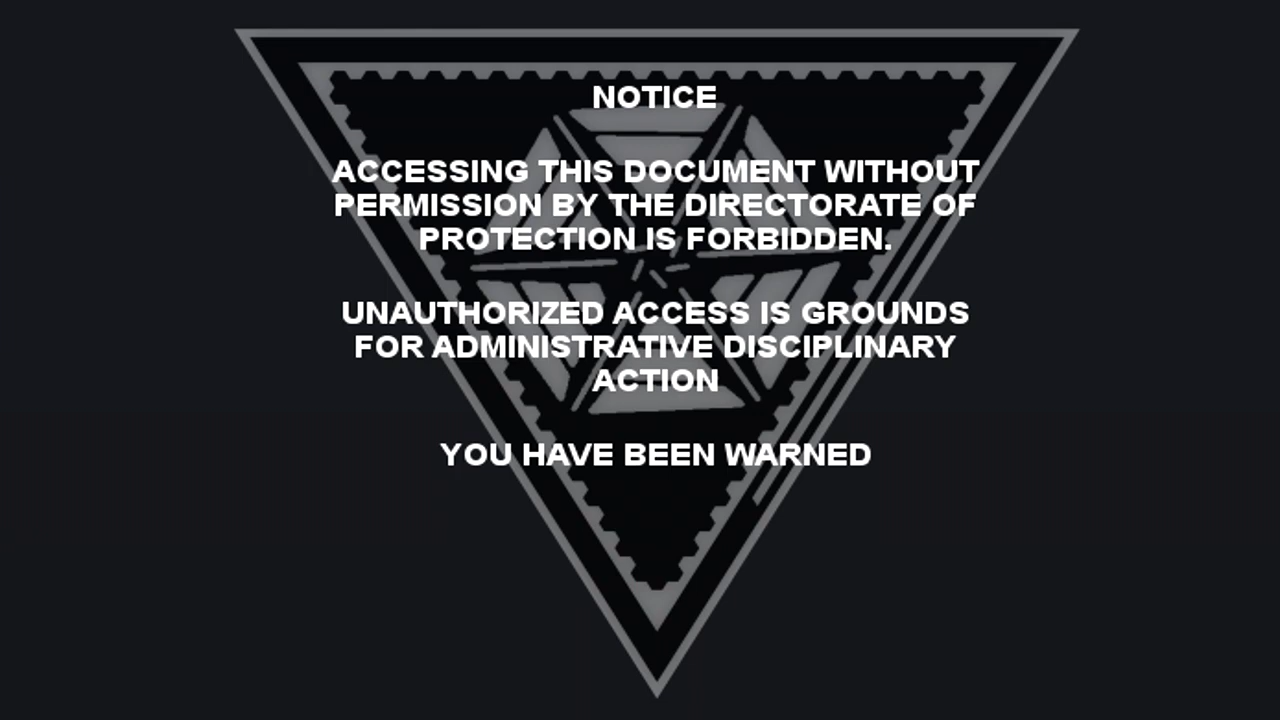 NOTICE
ACCESSING THIS DOCUMENT WITHOUT
PERMISSION BY THE DIRECTORATE OF
PROTECTION IS FORBIDDEN.
UNAUTHORIZED ACCESS IS GROUNDS
FOR ADMINISTRATIVE DISCIPLINARY
ACTION
YOU HAVE BEEN WARNED